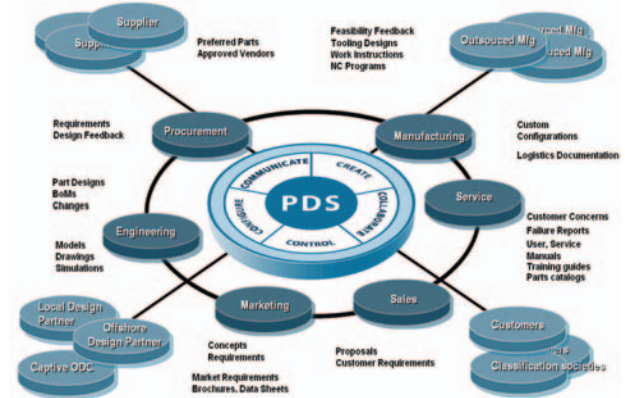 Supplier
Supplier
Preferred Parts
Approved Vendors
Feasibility Feedback
Tooling Designs
Work Instructions
NC Programs
Outsouced Mfg
Requirements
Design Feedback
Procurement
Manufacturing
Custom
Configurations
Logistics Documentation
COMMUNICATE
CREATE
COLLABORATE
CONTROL
CONFIGURE
PDS
Part Designs
BoMs
Changes
Engineering
Service
Customer Concerns
Failure Reports
User, Service
Manuals
Training guides
Parts catalogs
Models
Drawings
Simulations
Marketing
Sales
Local Design
Partner
Offshore
Design Partner
Captive ODC
Concepts
Requirements
Market Requirements
Brochures, Data Sheets
Proposals
Customer Requirements
Customers
Classification societies